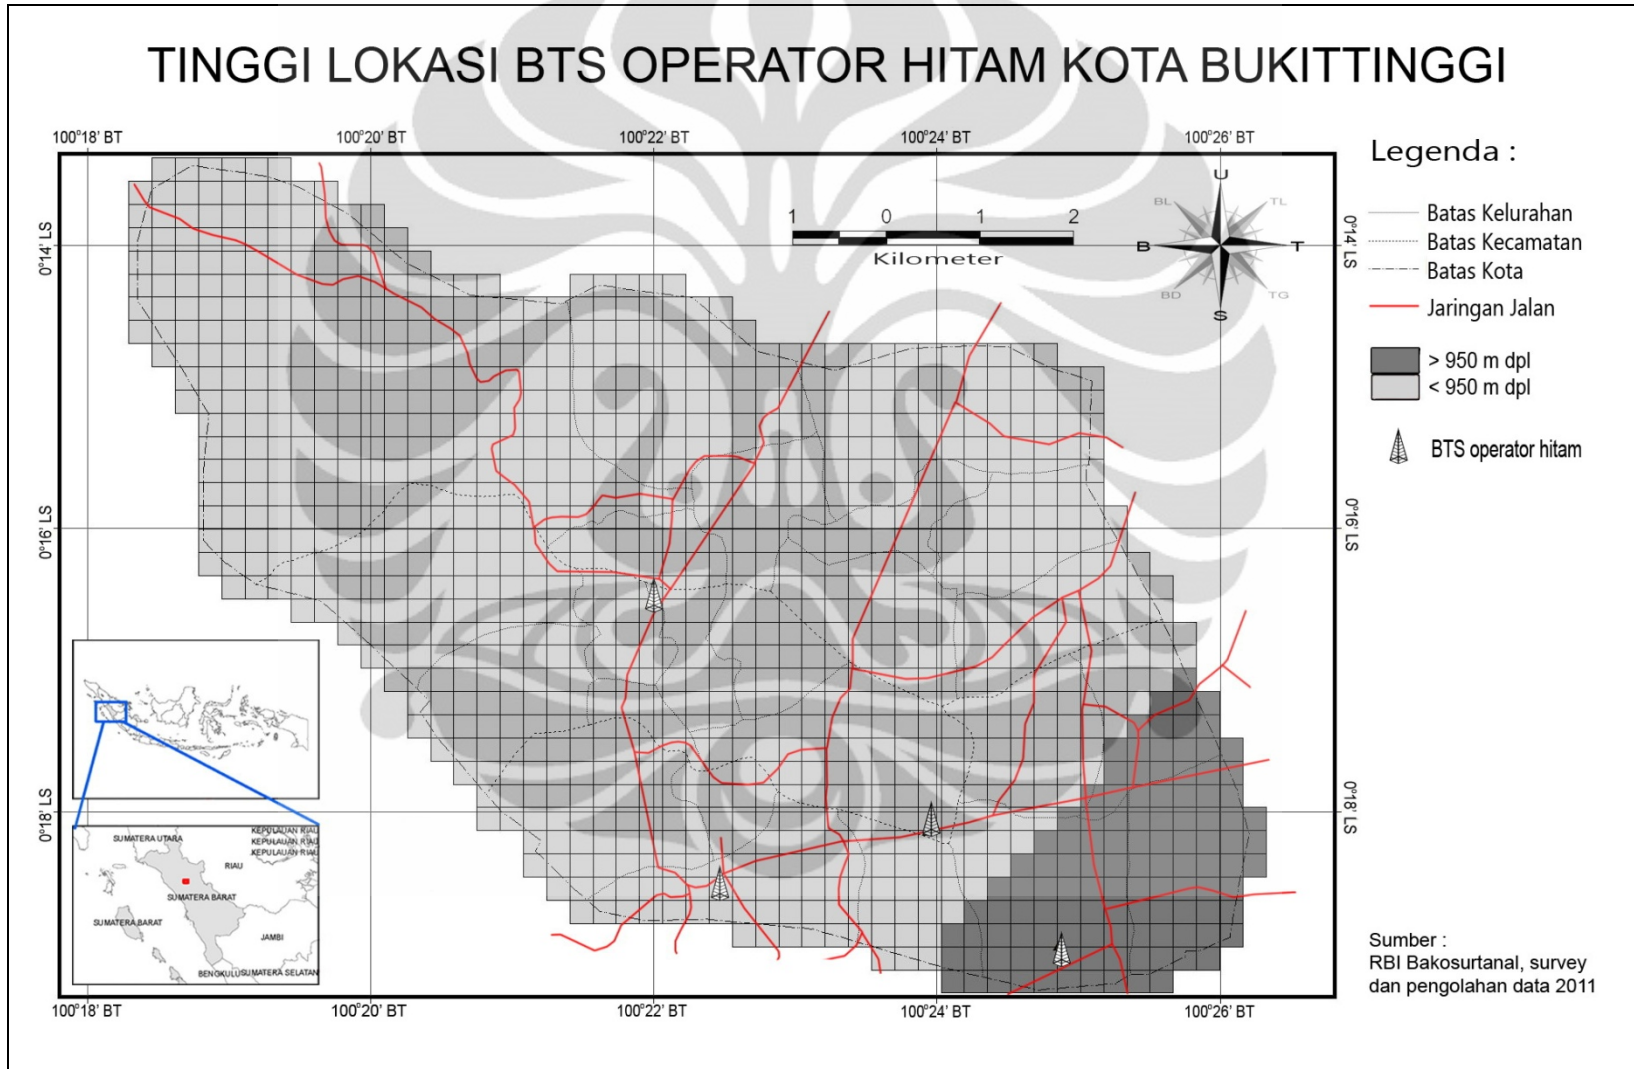 TINGGI LOKASI BTS OPERATOR HITAM KOTA BUKITTINGGI
100°18' BT
100°20' BT
100°22' BT
100°24' BT
100°26' BT
0°14' LS
0°16' LS
0°18' LS
1 0 1 2
Kilometer
U
BL
TL
B
T
BD
TG
S
0°14' LS
0°16' LS
0°18' LS
Legenda :
Batas Kelurahan
Batas Kecamatan
Batas Kota
Jaringan Jalan
> 950 m dpl
< 950 m dpl
BTS operator hitam
SUMATERA UTARA
KEPULAUAN RIAU
KEPULAUAN RIAU
KEPULAUAN RIAU
RIAU
SUMATERA BARAT
SUMATERA BARAT
JAMBI
BENGKULU
SUMATERA SELATAN
100°18' BT
100°20' BT
100°22' BT
100°24' BT
100°26' BT
Sumber :
RBI Bakosurtanal, survey
dan pengolahan data 2011